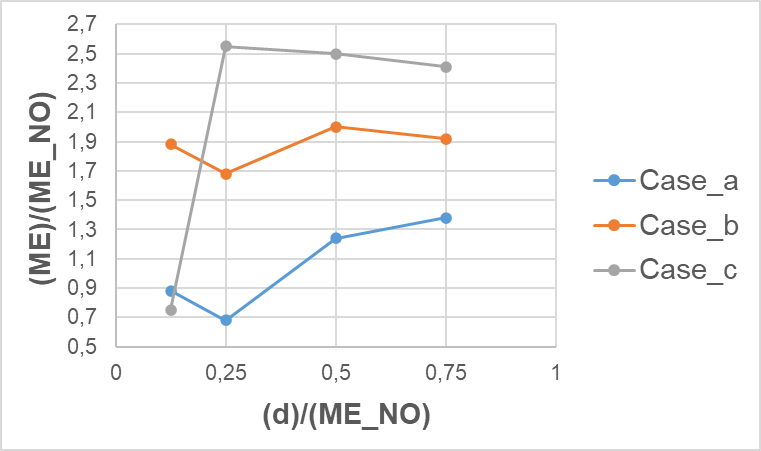 (ME)/(ME_NO)
2,7
2,5
2,3
2,1
1,9
1,7
1,5
1,3
1,1
0,9
0,7
0,5
0 0,25 0,5 0,75 1
(d)/(ME_NO)
Case_a
Case_b
Case_c